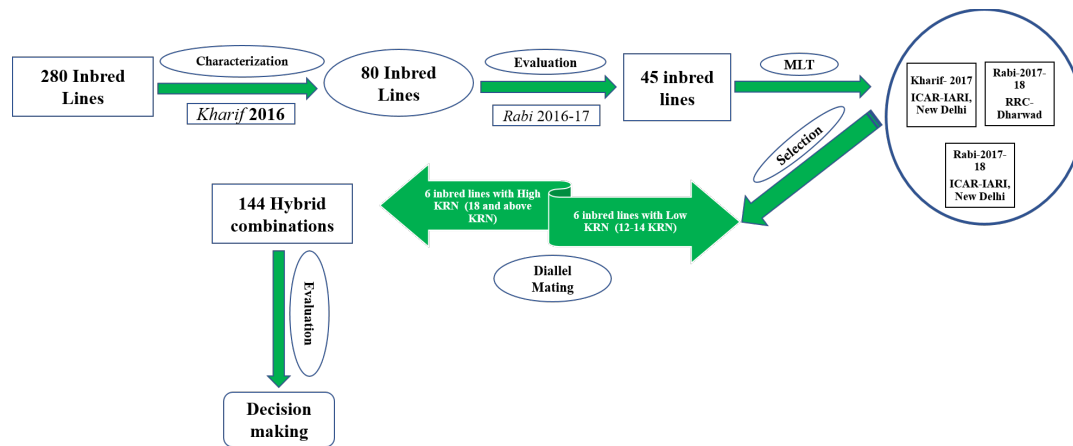 280 Inbred
Lines
Characterization
Kharif 2016
80 Inbred
Lines
Evaluation
Rabi 2016-17
45 inbred
lines
MLT
Kharif- 2017
ICAR-IARI,
New Delhi
Rabi-2017-
18
RRC-
Dharwad
Rabi-2017-
18
ICAR-IARI,
New Delhi
Selection
6 inbred lines with High
KRN (18 and above
KRN)
6 inbred lines with Low
KRN (12-14 KRN)
Diallel
Mating
144 Hybrid
combinations
Evaluation
Decision
making